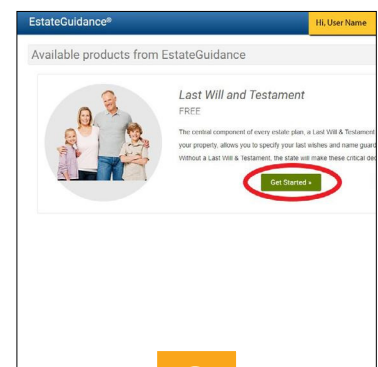 EstateGuidance®
Hi, User Name
Available products from EstateGuidance
Last Will and Testament
FREE
The central component of every estate plan, a Last Will & Testament
your property, allows you to specify your last wishes and name guard
Without a Last Will & Testament, the state will make these critical dec
Get Started »